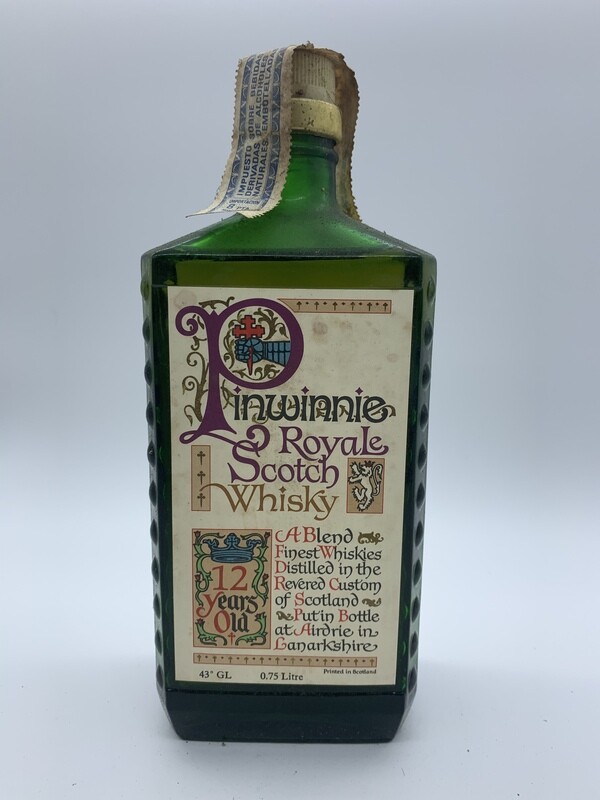 IMPUESTO SOBRE BEBIDAS
DERIVADAS DE ALCOHOLES
NATURALES EMBOTELLADAS
Pinwinnie
Royale
Scotch
Whisky
12
Years
Old
A Blend
Finest Whiskies
Distilled in the
Revered Custom
of Scotland
Put in Bottle
at Airdrie in
Lanarkshire
43° GL 0.75 Litre Printed in Scotland